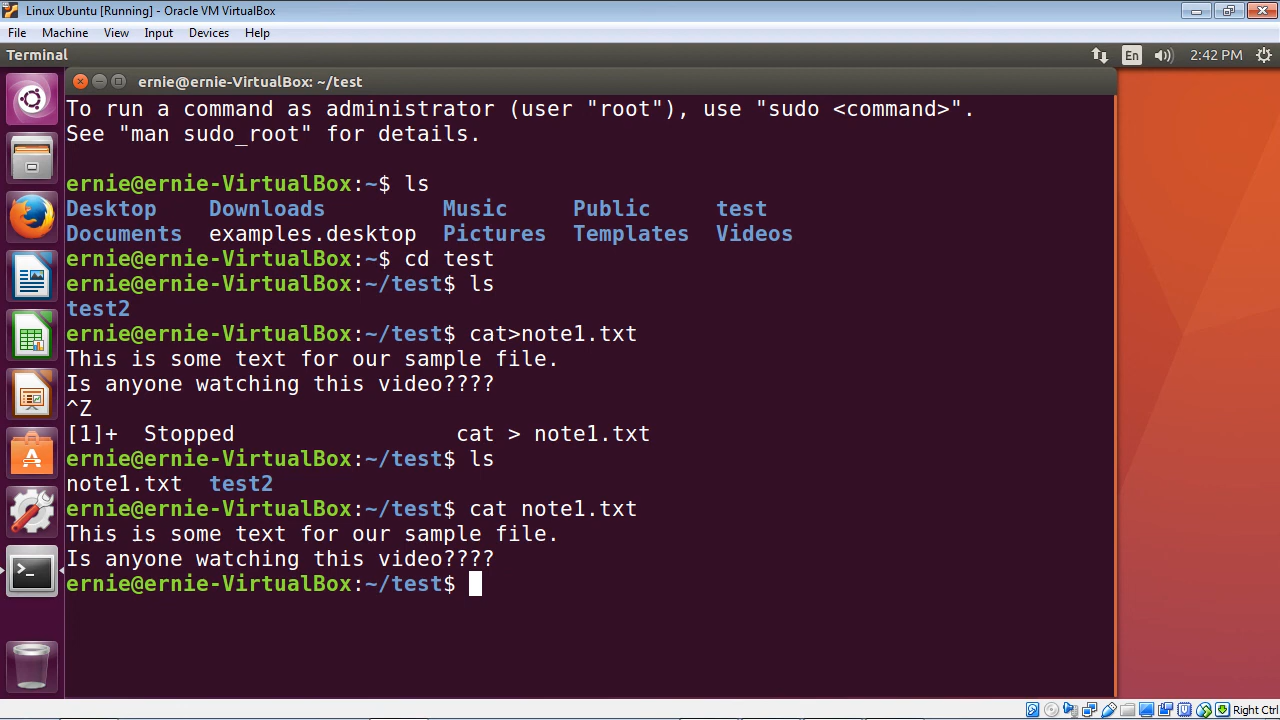 Linux Ubuntu [Running] - Oracle VM VirtualBox
File Machine View Input Devices Help
Terminal En 2:42 PM
ernie@ernie-VirtualBox: ~/test
To run a command as administrator (user "root"), use "sudo <command>".
See "man sudo_root" for details.
ernie@ernie-VirtualBox:~$ ls
Desktop Downloads Music Public test
Documents examples.desktop Pictures Templates Videos
ernie@ernie-VirtualBox:~$ cd test
ernie@ernie-VirtualBox:~/test$ ls
test2
ernie@ernie-VirtualBox:~/test$ cat>note1.txt
This is some text for our sample file.
Is anyone watching this video????
^Z
[1]+  Stopped                 cat > note1.txt
ernie@ernie-VirtualBox:~/test$ ls
note1.txt test2
ernie@ernie-VirtualBox:~/test$ cat note1.txt
This is some text for our sample file.
Is anyone watching this video????
ernie@ernie-VirtualBox:~/test$
Right Ctrl